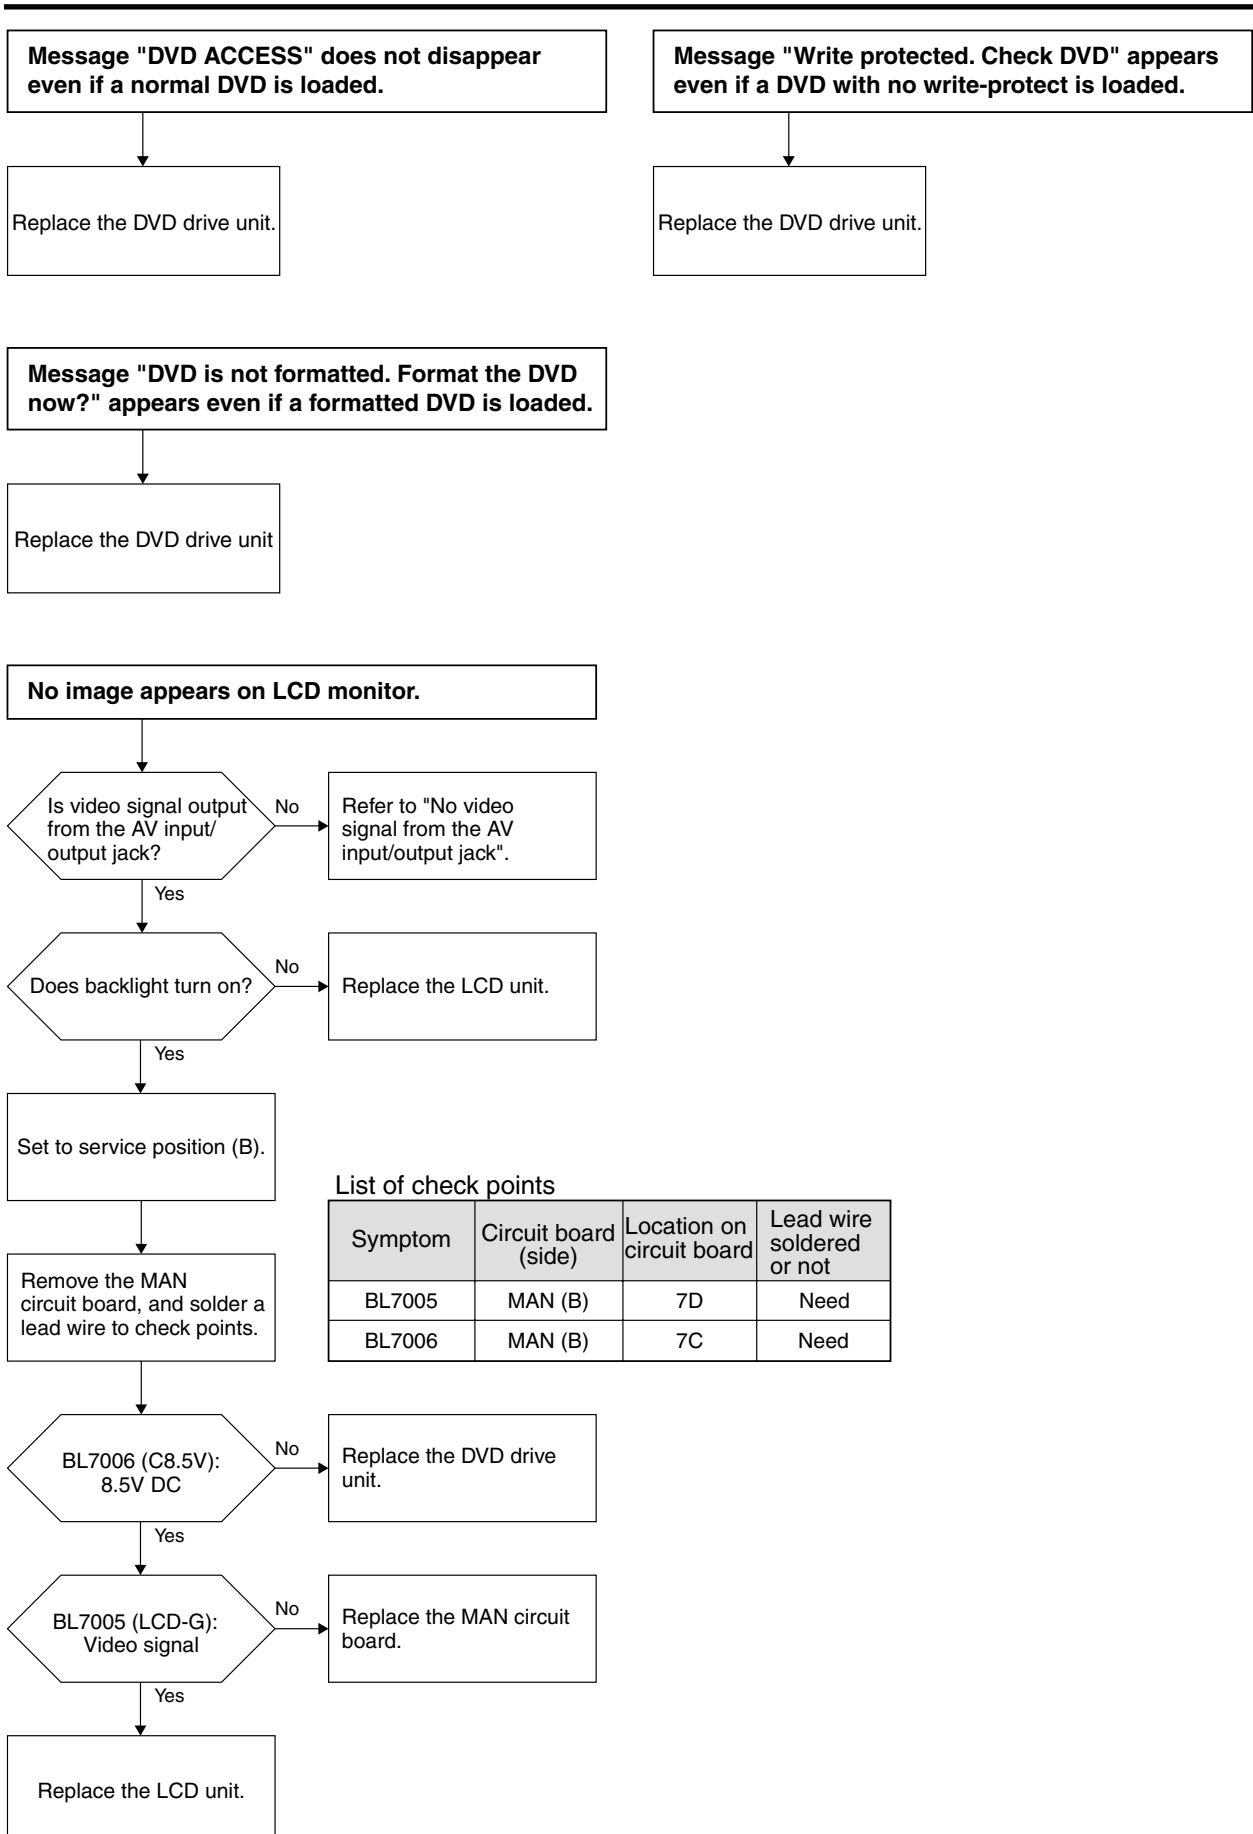 Message "DVD ACCESS" does not disappear
even if a normal DVD is loaded.
Replace the DVD drive unit.
Message "Write protected. Check DVD" appears
even if a DVD with no write-protect is loaded.
Replace the DVD drive unit.
Message "DVD is not formatted. Format the DVD
now?" appears even if a formatted DVD is loaded.
Replace the DVD drive unit
No image appears on LCD monitor.
Is video signal output
from the AV input/
output jack?
No
Refer to "No video
signal from the AV
input/output jack".
Yes
Does backlight turn on?
No
Replace the LCD unit.
Yes
Set to service position (B).
Remove the MAN
circuit board, and solder a
lead wire to check points.
List of check points
Symptom
Circuit board
(side)
Location on
circuit board
Lead wire
soldered
or not
BL7005 MAN (B) 7D Need
BL7006 MAN (B) 7C Need
BL7006 (C8.5V):
8.5V DC
No
Replace the DVD drive
unit.
Yes
BL7005 (LCD-G):
Video signal
No
Replace the MAN circuit
board.
Yes
Replace the LCD unit.